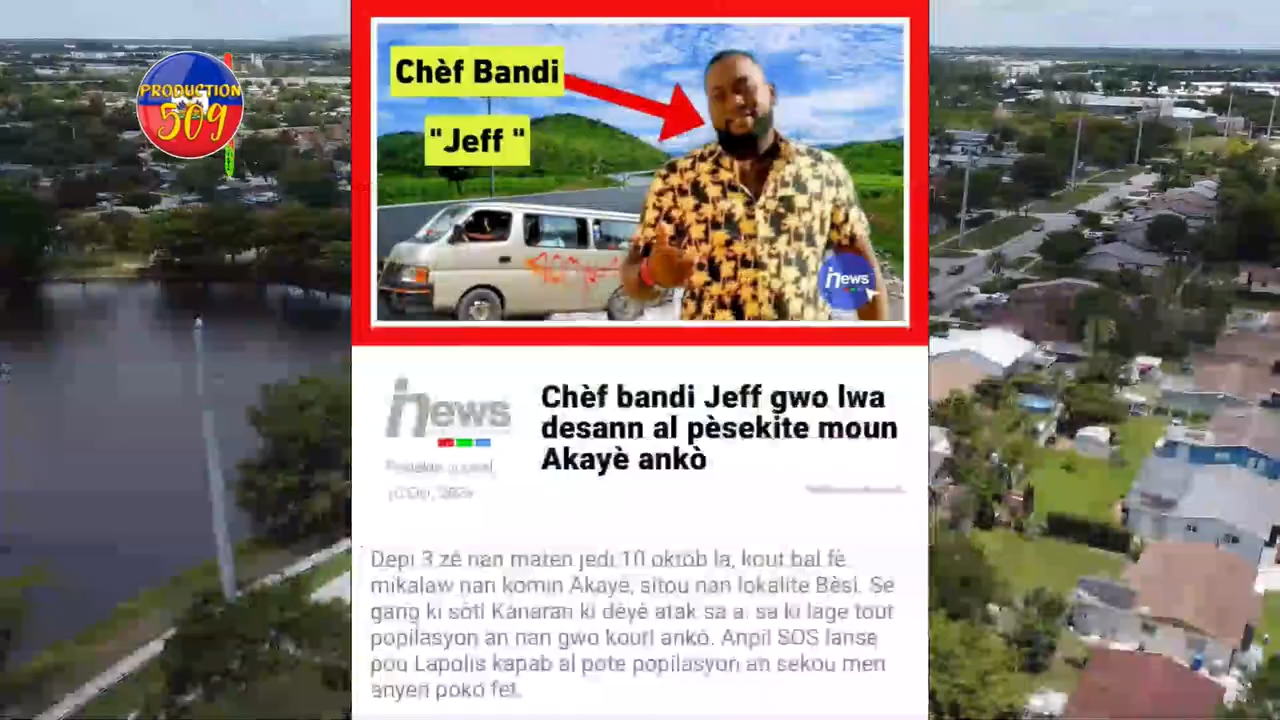 PRODUCTION
509
Chèf Bandi
"Jeff "
inews
inews
Chèf bandi Jeff gwo lwa
desann al pèsekite moun
Akayè ankò
Depi 3 zè nan maten jedi 10 oktòb la, kout bal fè
mikalaw nan komin Akayè, sitou nan lokalite Bèsi. Se
gang ki sòti Kanaran ki dèyè atak sa a. sa ki lage tout
popilasyon an nan gwo kouri ankò. Anpil SOS lanse
pou Lapolis kapab al pote popilasyon an sekou men
anyen poko fèt.